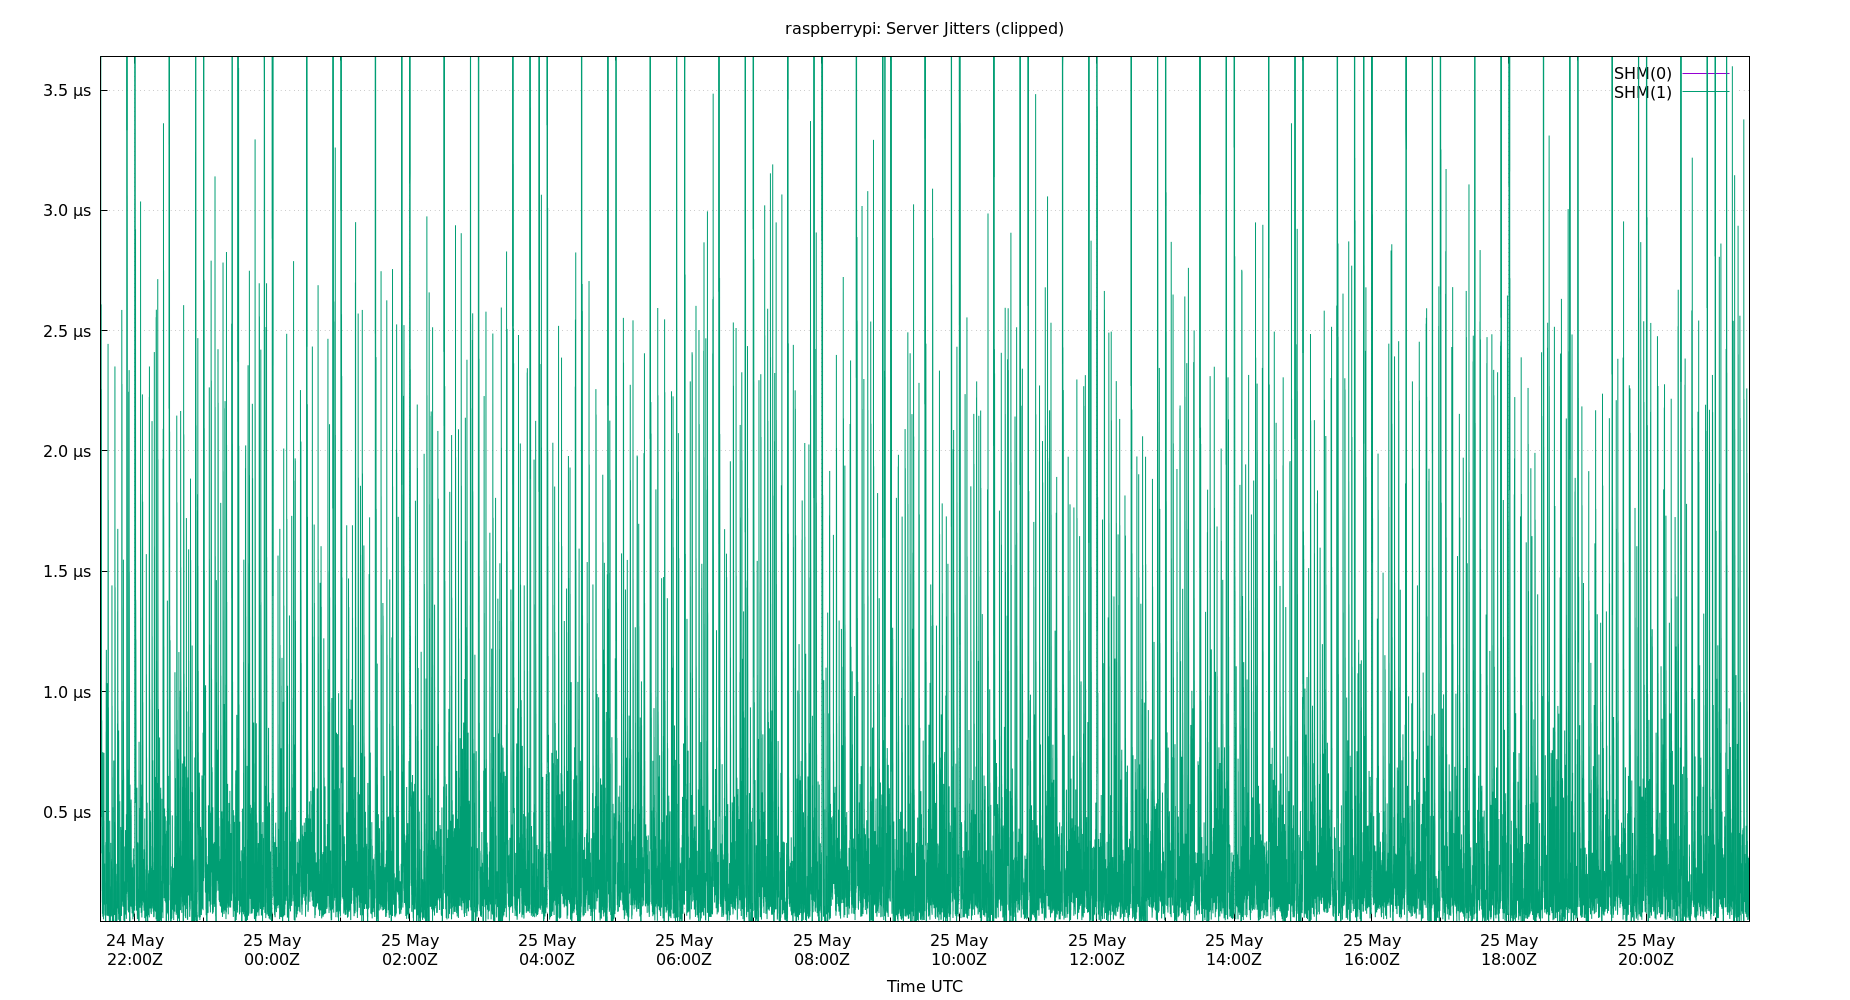 raspberrypi: Server Jitters (clipped)
SHM(0)
SHM(1)
3.5 µs
3.0 µs
2.5 µs
2.0 µs
1.5 µs
1.0 µs
0.5 µs
24 May 25 May 25 May 25 May 25 May 25 May 25 May 25 May 25 May 25 May 25 May 25 May
22:00Z 00:00Z 02:00Z 04:00Z 06:00Z 08:00Z 10:00Z 12:00Z 14:00Z 16:00Z 18:00Z 20:00Z
Time UTC